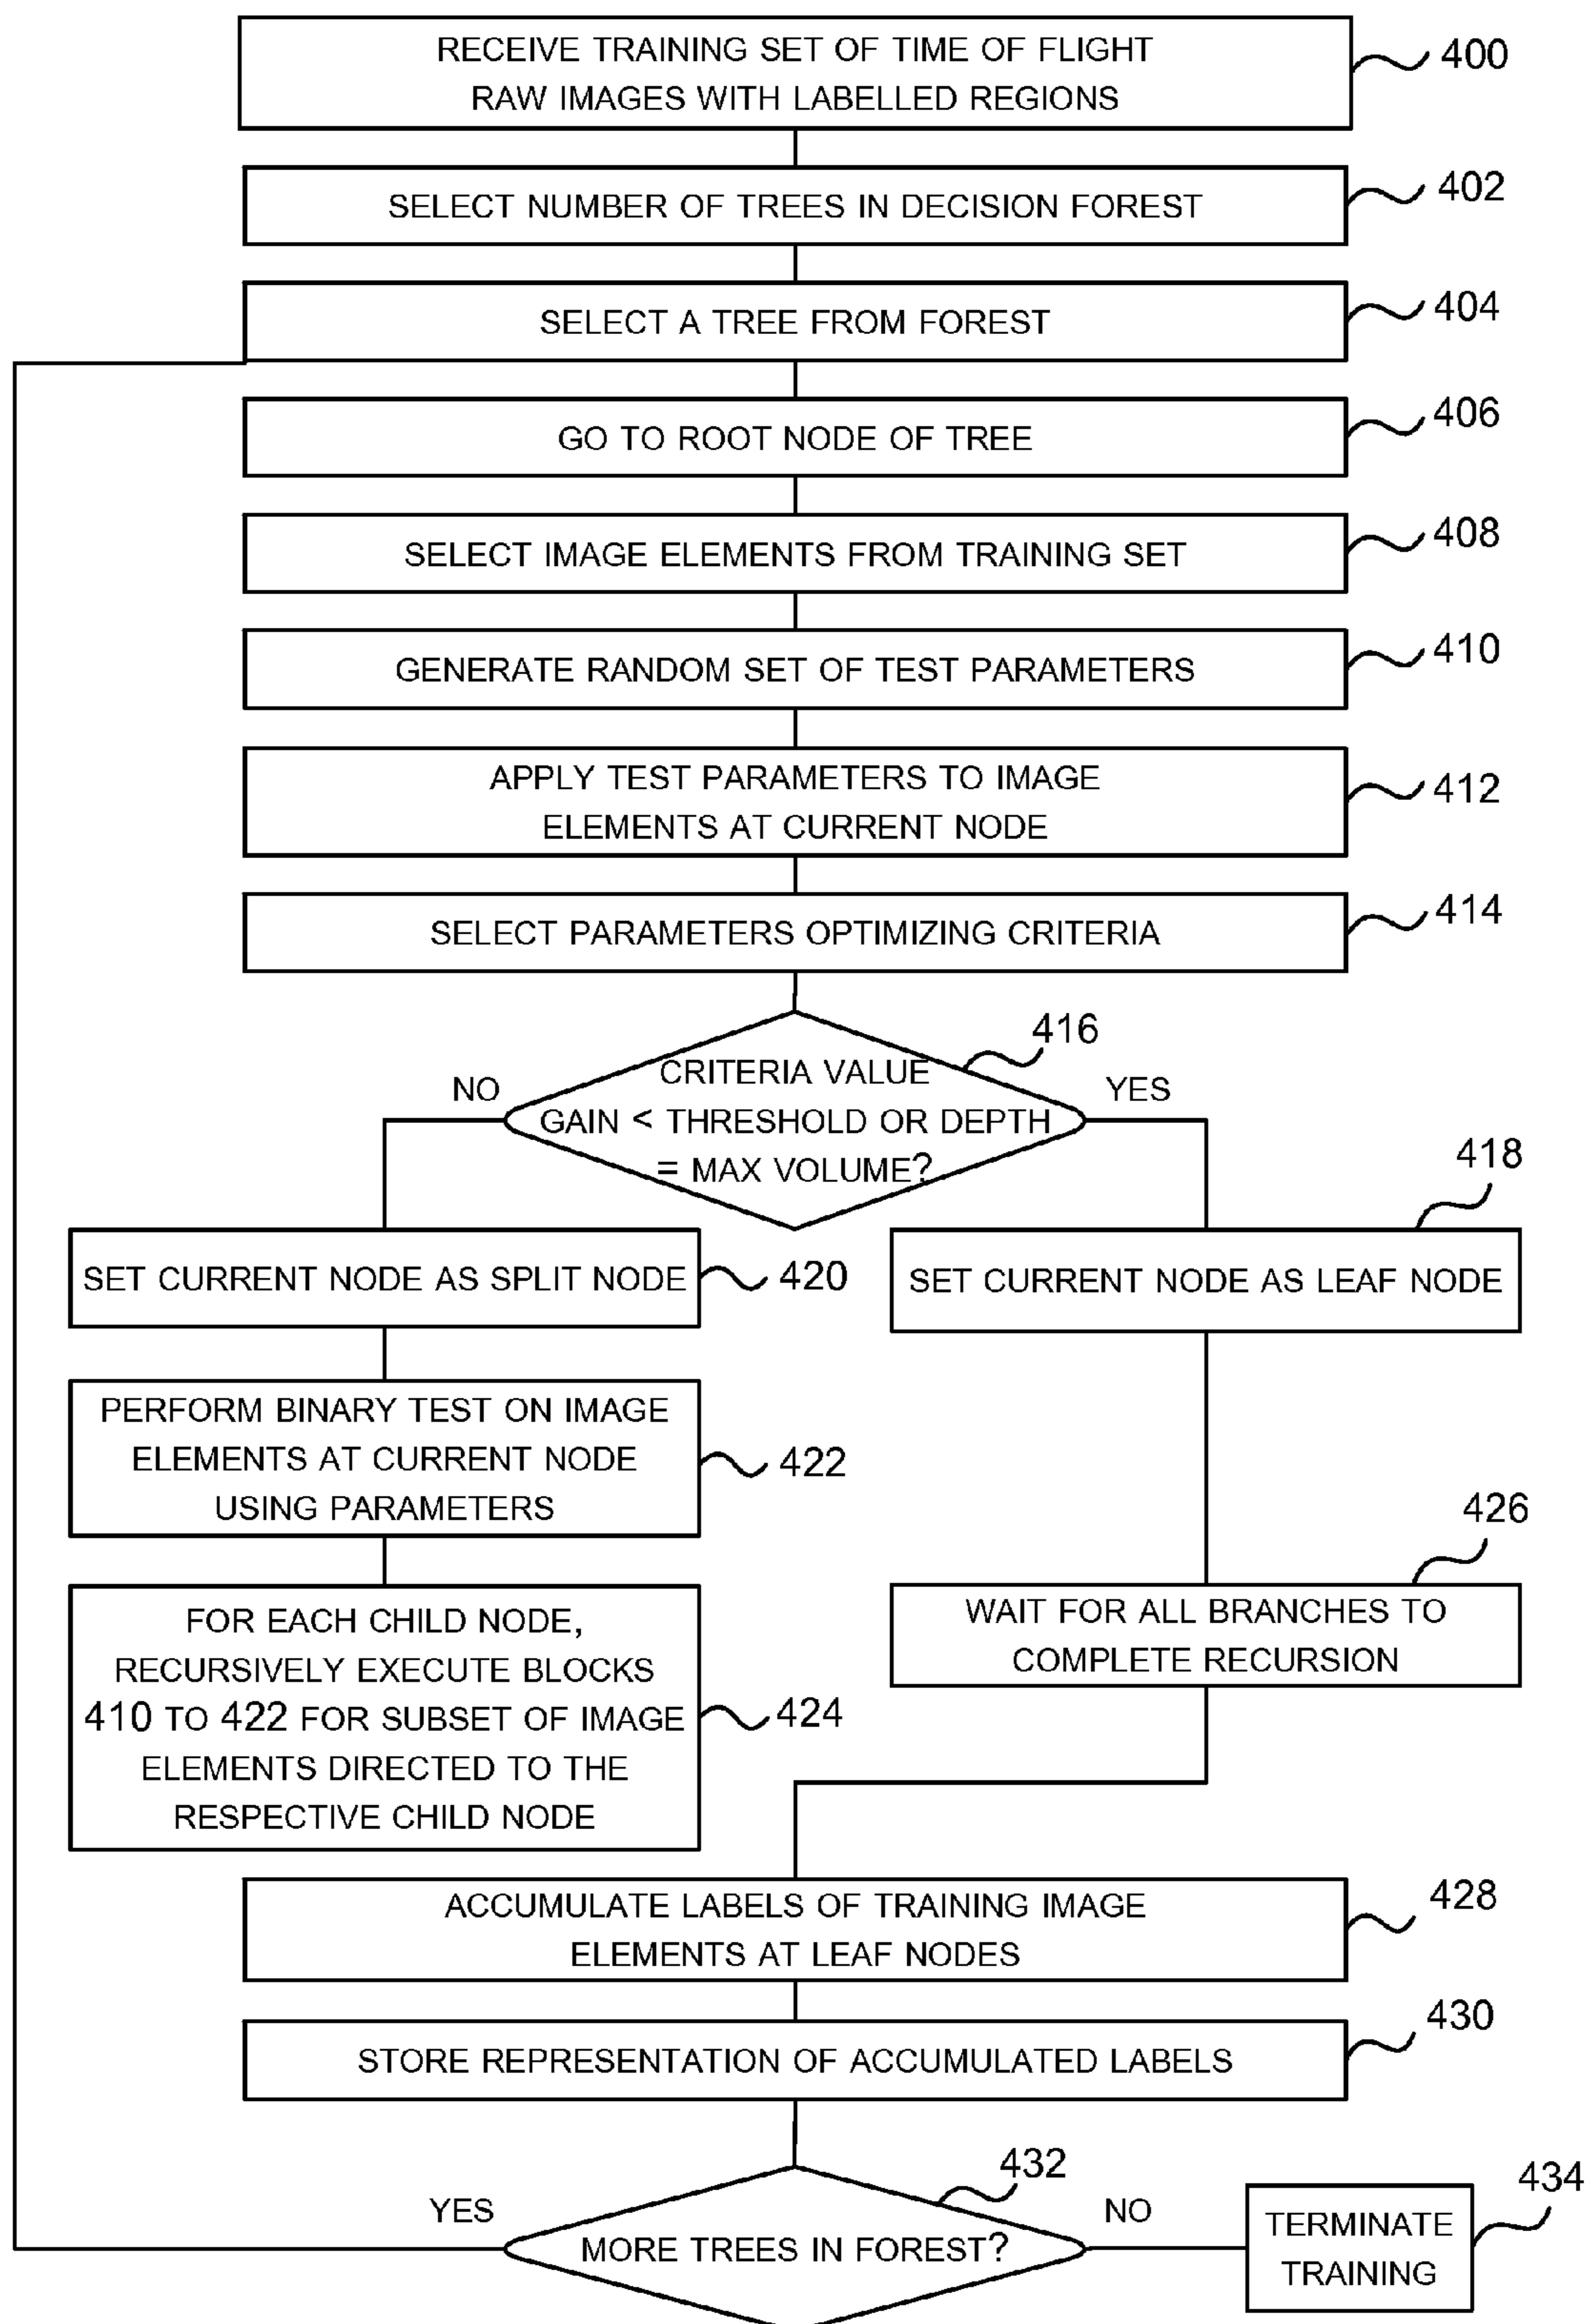 RECEIVE TRAINING SET OF TIME OF FLIGHT
RAW IMAGES WITH LABELLED REGIONS
400
SELECT NUMBER OF TREES IN DECISION FOREST
402
SELECT A TREE FROM FOREST
404
GO TO ROOT NODE OF TREE
406
SELECT IMAGE ELEMENTS FROM TRAINING SET
408
GENERATE RANDOM SET OF TEST PARAMETERS
410
APPLY TEST PARAMETERS TO IMAGE
ELEMENTS AT CURRENT NODE
412
SELECT PARAMETERS OPTIMIZING CRITERIA
414
416
CRITERIA VALUE
GAIN < THRESHOLD OR DEPTH
= MAX VOLUME?
NO
YES
SET CURRENT NODE AS SPLIT NODE
420
418
SET CURRENT NODE AS LEAF NODE
PERFORM BINARY TEST ON IMAGE
ELEMENTS AT CURRENT NODE
USING PARAMETERS
422
FOR EACH CHILD NODE,
RECURSIVELY EXECUTE BLOCKS
410 TO 422 FOR SUBSET OF IMAGE
ELEMENTS DIRECTED TO THE
RESPECTIVE CHILD NODE
424
426
WAIT FOR ALL BRANCHES TO
COMPLETE RECURSION
ACCUMULATE LABELS OF TRAINING IMAGE
ELEMENTS AT LEAF NODES
428
STORE REPRESENTATION OF ACCUMULATED LABELS
430
432
YES
MORE TREES IN FOREST?
NO
434
TERMINATE
TRAINING